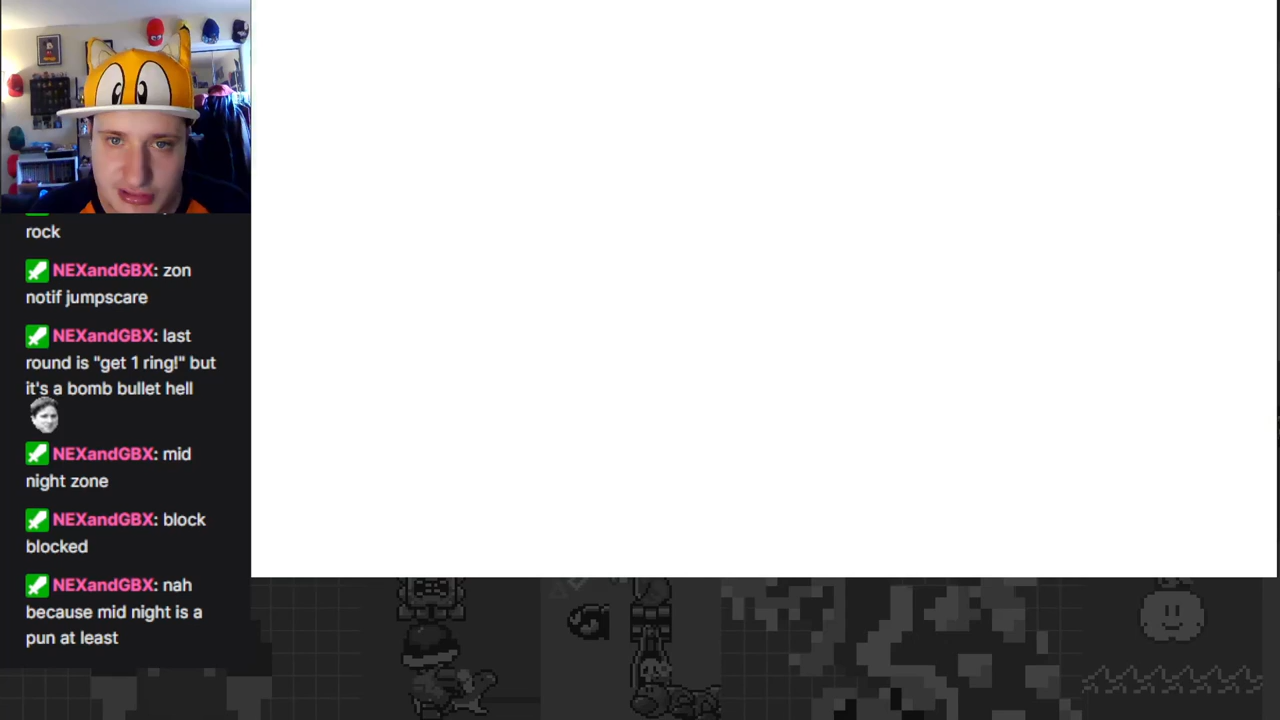 rock
NEXandGBX: zon
notif jumpscare
NEXandGBX: last
round is "get 1 ring!" but
it's a bomb bullet hell
NEXandGBX: mid
night zone
NEXandGBX: block
blocked
NEXandGBX: nah
because mid night is a
pun at least